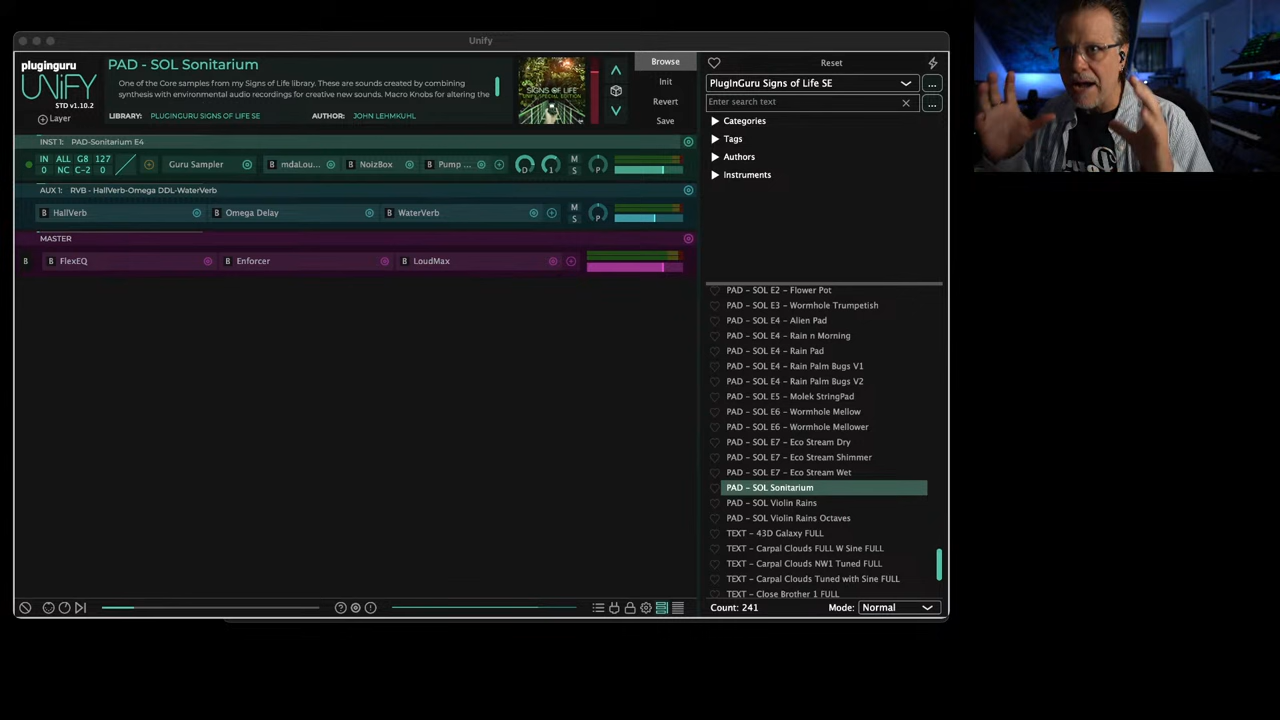 Unify
pluginguru
UNIFY
STD v1.10.2
Layer
PAD - SOL Sonitarium
One of the Core samples from my Signs of Life library. These are sounds created by combining
synthesis with environmental audio recordings for creative new sounds. Macro Knobs for altering the
LIBRARY: PLUGINGURU SIGNS OF LIFE SE AUTHOR: JOHN LEHMKUHL
SIGNS OF LIFE
UNIFY SPECIAL EDITION
Browse
Init
Revert
Save
INST 1: PAD-Sonitarium E4
IN ALL G8 127
0 NC C-2 0
Guru Sampler
B mdaLou...
B NoizBox
B Pump ...
D
1
M
S
P
AUX 1: RVB - HallVerb-Omega DDL-WaterVerb
B HallVerb
B Omega Delay
B WaterVerb
M
S
P
MASTER
B
B FlexEQ
B Enforcer
B LoudMax
Reset
PlugInGuru Signs of Life SE
...
Enter search text
...
Categories
Tags
Authors
Instruments
PAD - SOL E2 - Flower Pot
PAD - SOL E3 - Wormhole Trumpetish
PAD - SOL E4 - Alien Pad
PAD - SOL E4 - Rain n Morning
PAD - SOL E4 - Rain Pad
PAD - SOL E4 - Rain Palm Bugs V1
PAD - SOL E4 - Rain Palm Bugs V2
PAD - SOL E5 - Molek StringPad
PAD - SOL E6 - Wormhole Mellow
PAD - SOL E6 - Wormhole Mellower
PAD - SOL E7 - Eco Stream Dry
PAD - SOL E7 - Eco Stream Shimmer
PAD - SOL E7 - Eco Stream Wet
PAD - SOL Sonitarium
PAD - SOL Violin Rains
PAD - SOL Violin Rains Octaves
TEXT - 43D Galaxy FULL
TEXT - Carpal Clouds FULL W Sine FULL
TEXT - Carpal Clouds NW1 Tuned FULL
TEXT - Carpal Clouds Tuned with Sine FULL
TEXT - Close Brother 1 FULL
Count: 241
Mode: Normal